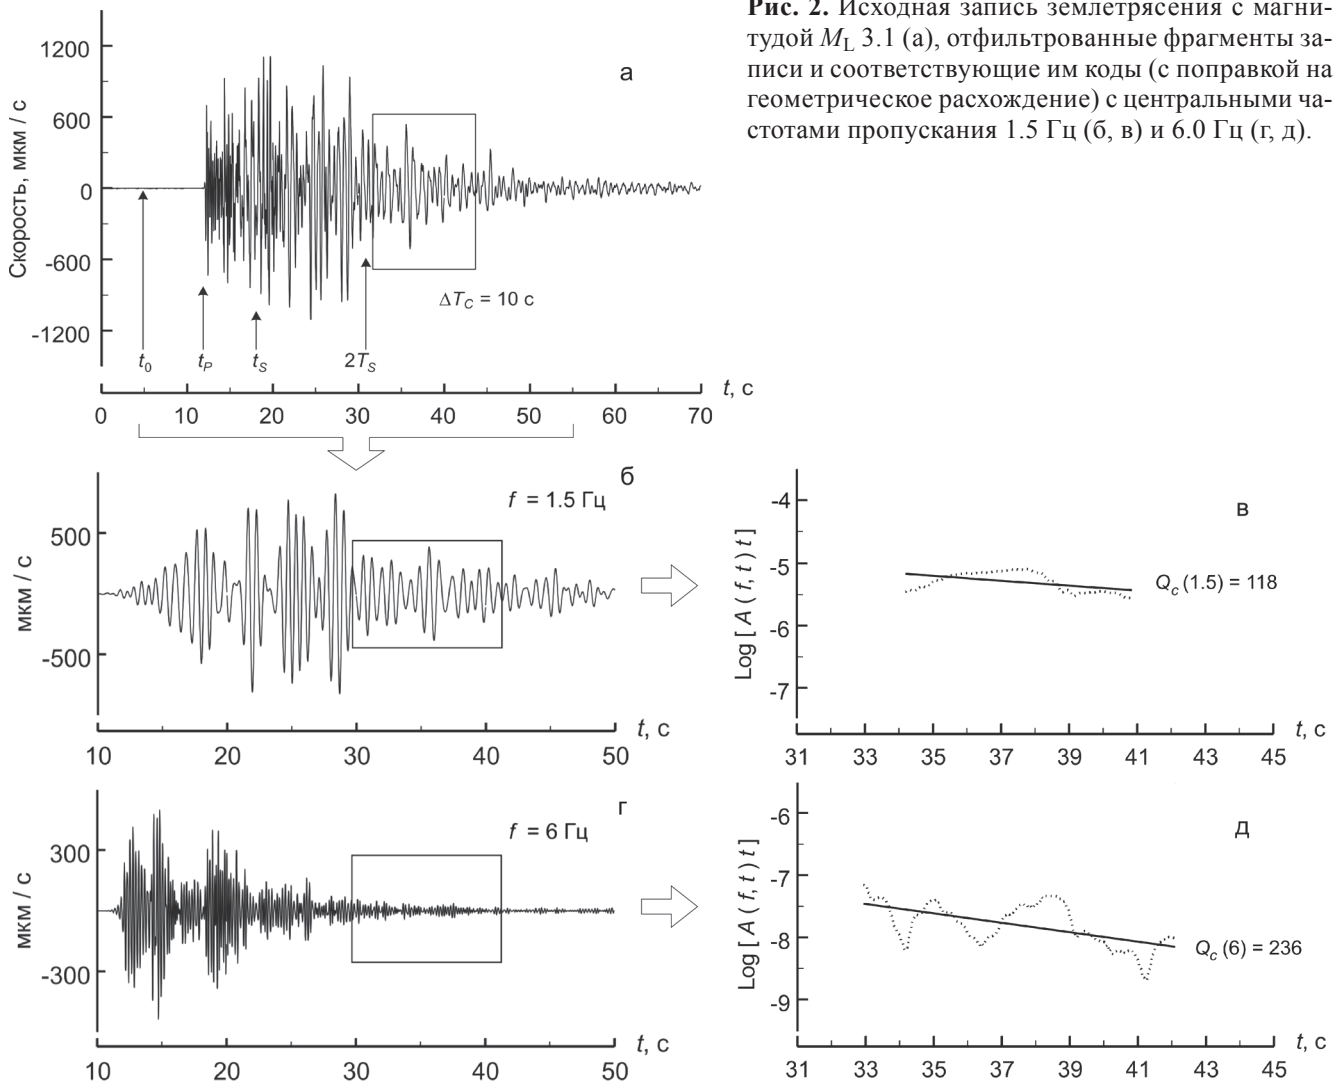 Рис. 2. Исходная запись землетрясения с магни-
тудой M_L 3.1 (а), отфильтрованные фрагменты за-
писи и соответствующие им коды (с поправкой на
геометрическое расхождение) с центральными ча-
стотами пропускания 1.5 Гц (б, в) и 6.0 Гц (г, д).
а
Скорость, мкм / с
1200
600
0
-600
-1200
ΔT_C = 10 с
t_0 t_P t_S 2T_S
t, с
0 10 20 30 40 50 60 70
б
f = 1.5 Гц
мкм / с
500
-500
t, с
10 20 30 40 50
в
Log [ A ( f, t ) t ]
-4
-5
-6
-7
Q_c (1.5) = 118
t, с
31 33 35 37 39 41 43 45
г
f = 6 Гц
мкм / с
300
-300
t, с
10 20 30 40 50
д
Log [ A ( f, t ) t ]
-6
-7
-8
-9
Q_c (6) = 236
t, с
31 33 35 37 39 41 43 45